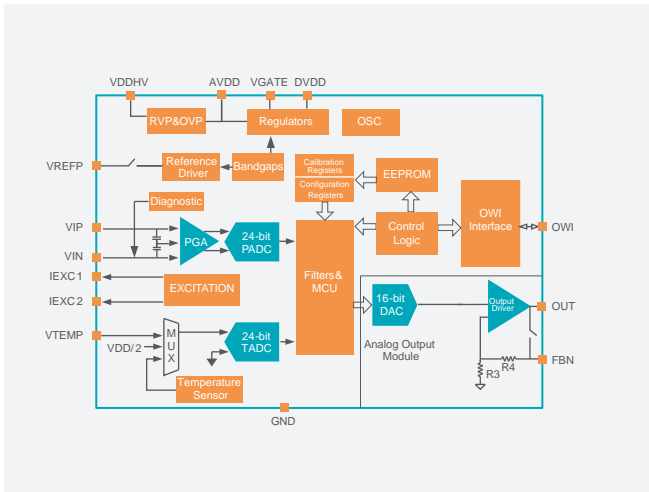 VDDHV
AVDD
VGATE
DVDD
RVP&OVP
Regulators
OSC
VREFP
Reference
Driver
Bandgaps
Calibration
Registers
Configuration
Registers
EEPROM
Diagnostic
VIP
VIN
PGA
24-bit
PADC
Control
Logic
OWI
Interface
OWI
IEXC1
IEXC2
EXCITATION
Filters&
MCU
16-bit
DAC
Output
Driver
OUT
Analog Output
Module
VTEMP
VDD/2
M
U
X
24-bit
TADC
R4
R3
FBN
Temperature
Sensor
GND